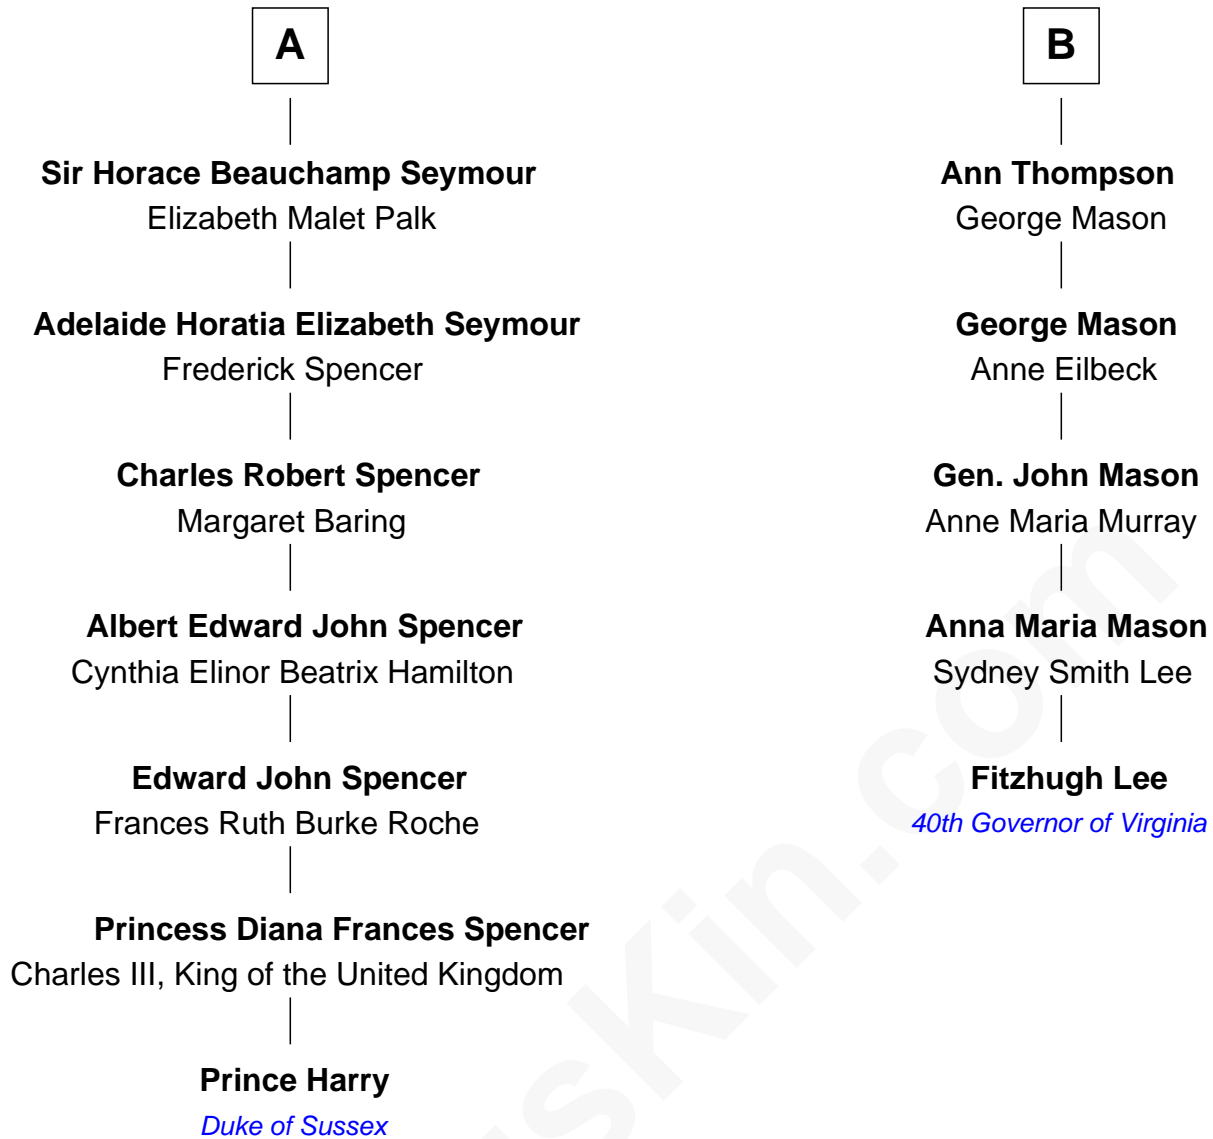 A
Sir Horace Beauchamp Seymour
Elizabeth Malet Palk
Adelaide Horatia Elizabeth Seymour
Frederick Spencer
Charles Robert Spencer
Margaret Baring
Albert Edward John Spencer
Cynthia Elinor Beatrix Hamilton
Edward John Spencer
Frances Ruth Burke Roche
Princess Diana Frances Spencer
Charles III, King of the United Kingdom
Prince Harry
Duke of Sussex
B
Ann Thompson
George Mason
George Mason
Anne Eilbeck
Gen. John Mason
Anne Maria Murray
Anna Maria Mason
Sydney Smith Lee
Fitzhugh Lee
40th Governor of Virginia
sKin.com